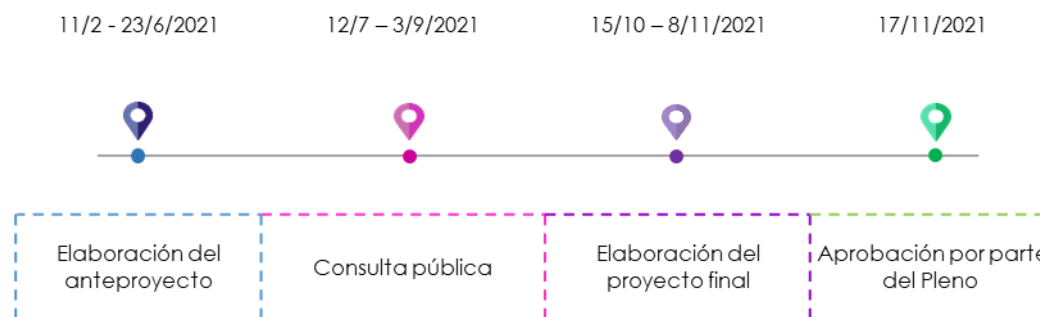 11/2 - 23/6/2021
12/7 – 3/9/2021
15/10 – 8/11/2021
17/11/2021
Elaboración del
anteproyecto
Consulta pública
Elaboración del
proyecto final
Aprobación por parte
del Pleno